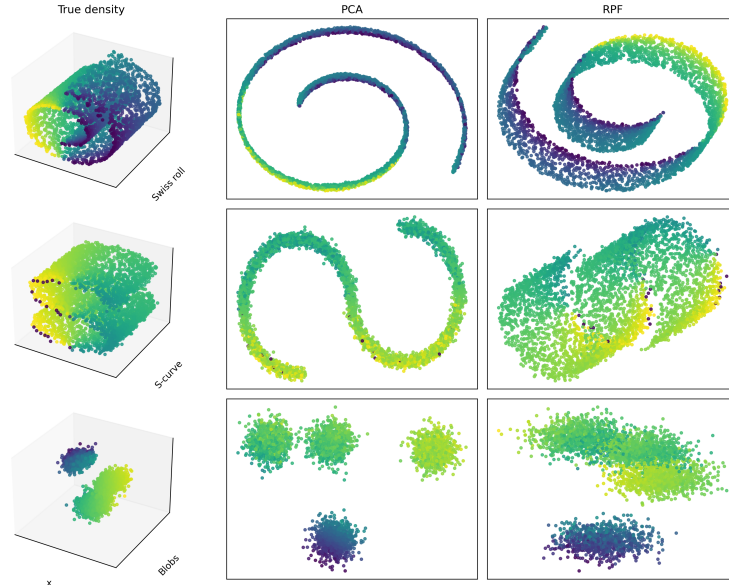 True density
PCA
RPF
Swiss roll
S-curve
Blobs
x